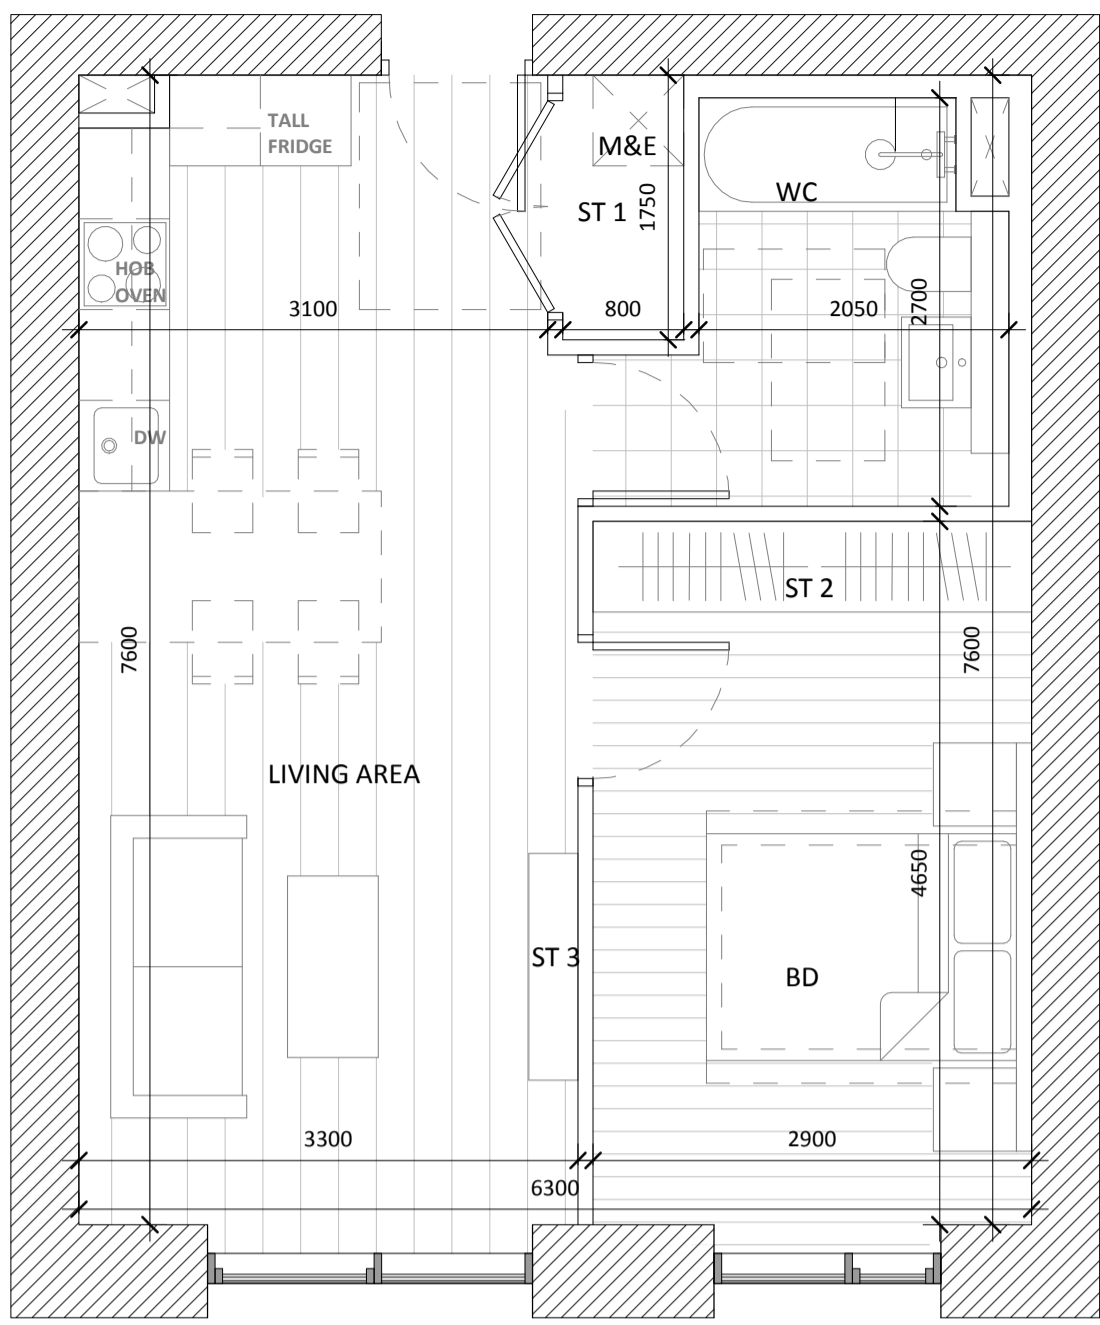 TALL
FRIDGE
M&E
WC
1750
ST 1
HOB
OVEN
3100
800
2050
2700
DW
ST 2
7600
7600
LIVING AREA
4650
ST 3
BD
3300
2900
6300